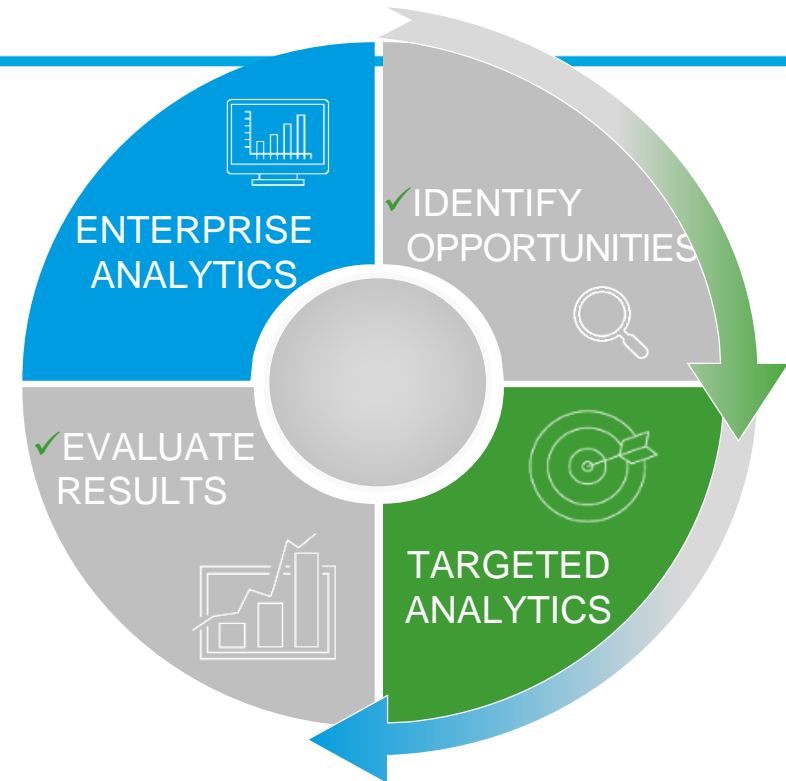 ENTERPRISE
ANALYTICS
✓IDENTIFY
OPPORTUNITIES
✓EVALUATE
RESULTS
TARGETED
ANALYTICS